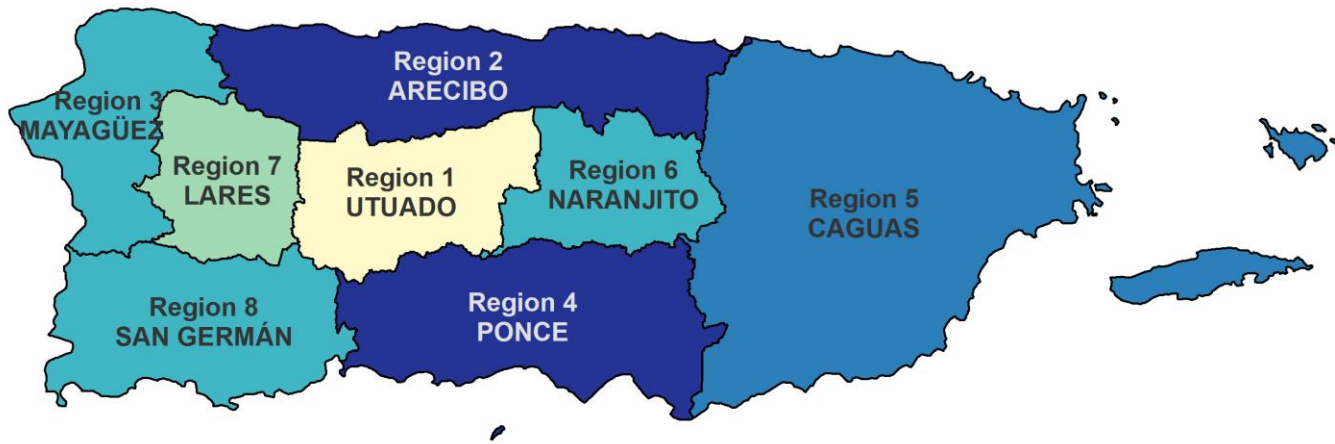 Region 2
ARECIBO
Region 3
MAYAGÜEZ
Region 7
LARES
Region 1
UTUADO
Region 6
NARANJITO
Region 5
CAGUAS
Region 8
SAN GERMÁN
Region 4
PONCE